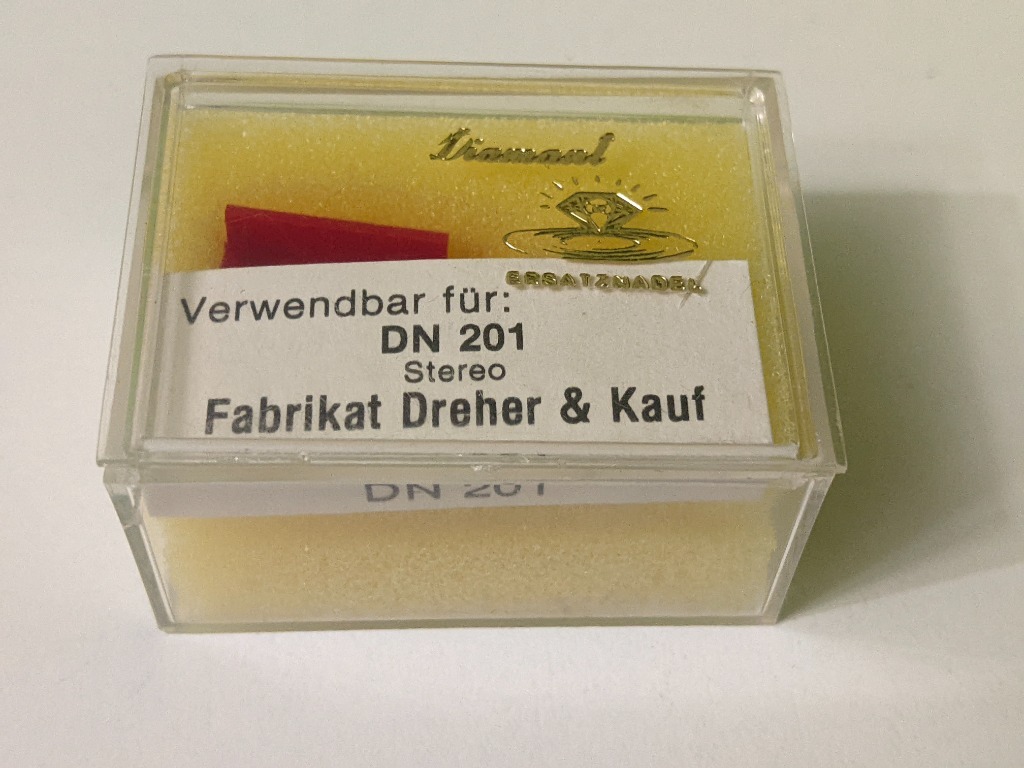 Diamant
ERSATZNADEL
Verwendbar für:
DN 201
Stereo
Fabrikat Dreher & Kauf
DN 201